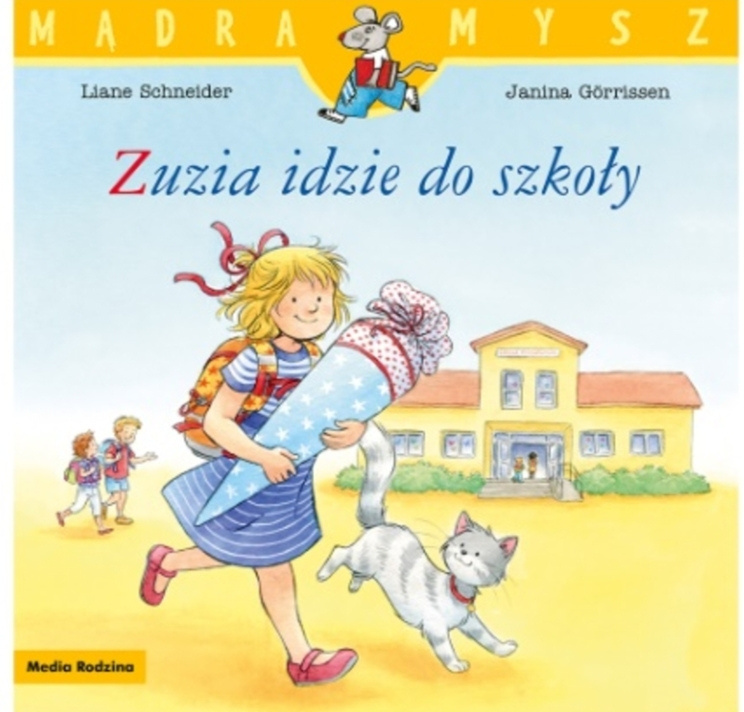 MĄDRA MYSZ
Liane Schneider Janina Görrissen
Zuzia idzie do szkoły
Media Rodzina